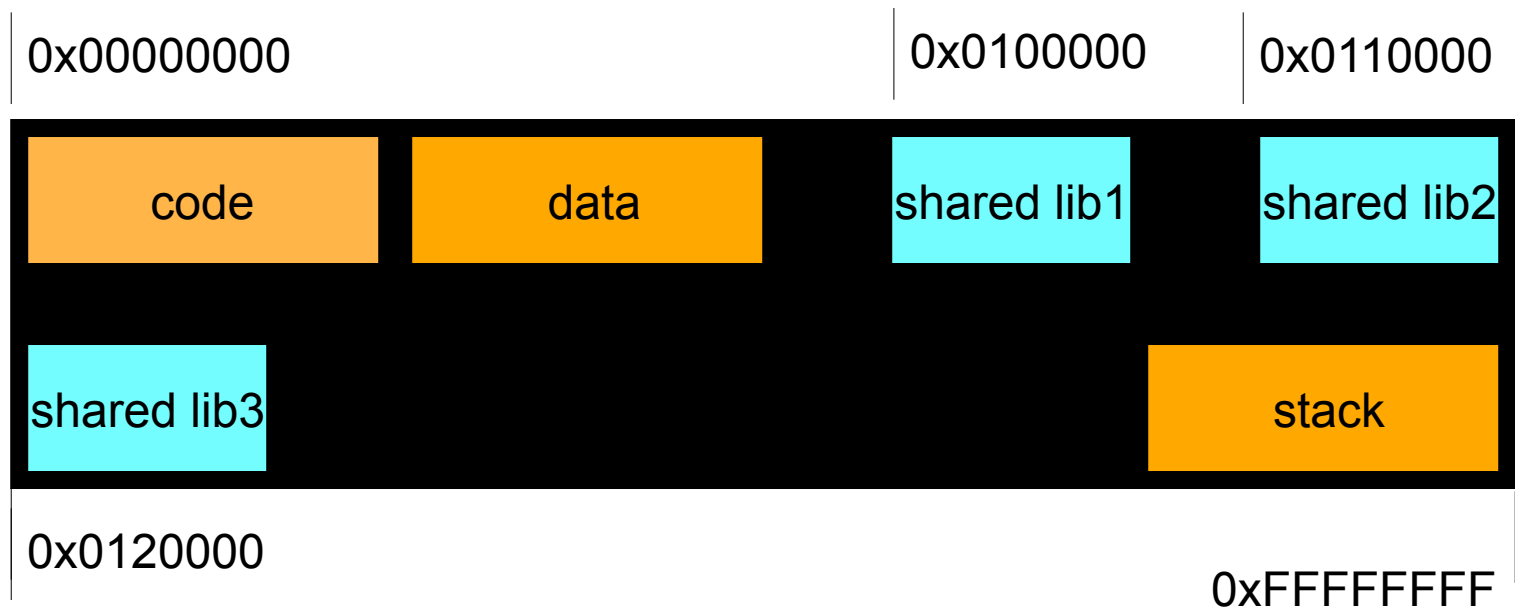 0x00000000
0x0100000
0x0110000
code
data
shared lib1
shared lib2
shared lib3
stack
0x0120000
0xFFFFFFFF